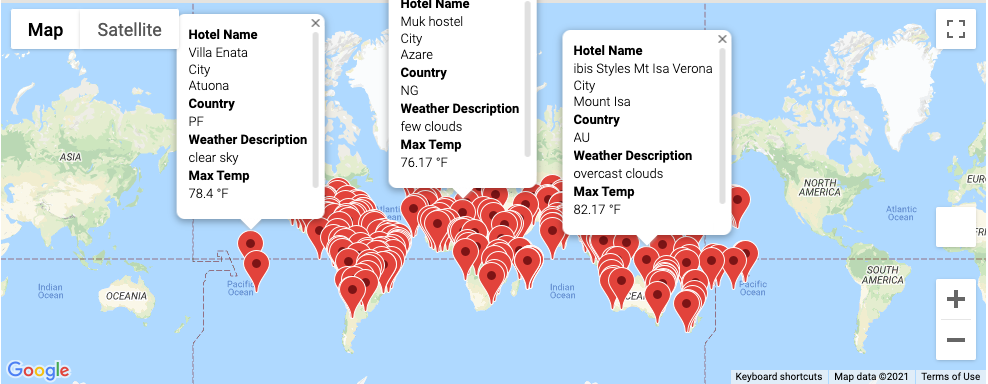 Map
Satellite
Hotel Name
Villa Enata
City
Atuona
Country
PF
Weather Description
clear sky
Max Temp
78.4 °F
Hotel Name
Muk hostel
City
Azare
Country
NG
Weather Description
few clouds
Max Temp
76.17 °F
Hotel Name
ibis Styles Mt Isa Verona
City
Mount Isa
Country
AU
Weather Description
overcast clouds
Max Temp
82.17 °F
ASIA
NORTH
AMERICA
Atlantic
Ocean
Indian
Ocean
OCEANIA
Pacific
Ocean
Indian
Ocean
Pacific
Ocean
SOUTH
AMERICA
Google
Keyboard shortcuts
Map data ©2021
Terms of Use